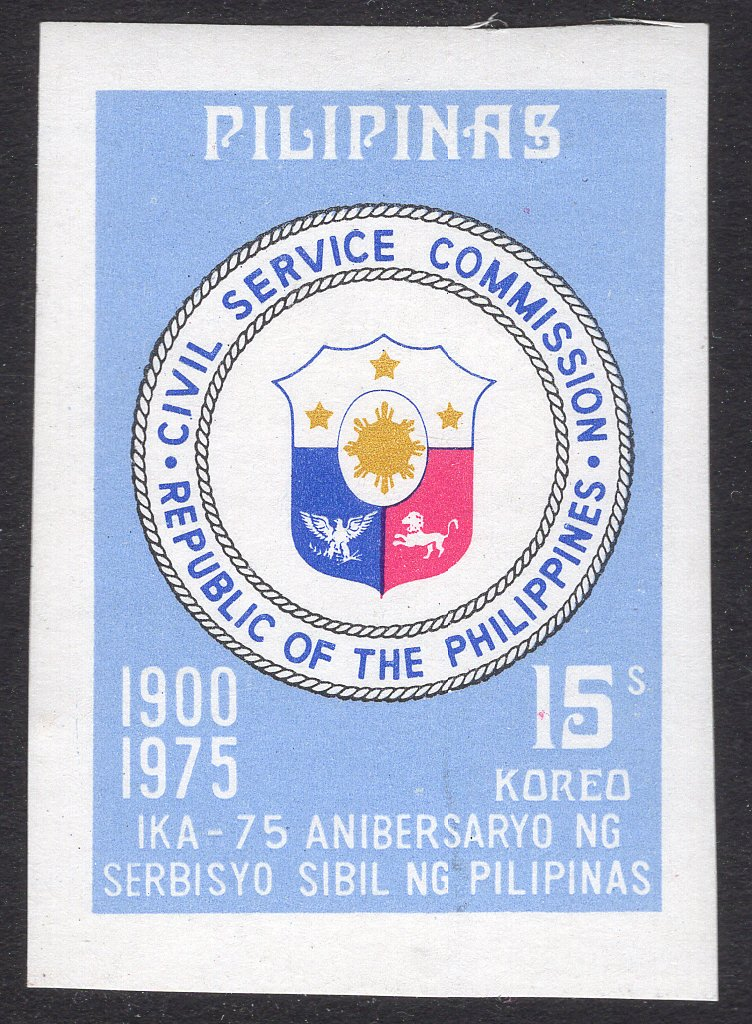 PILIPINAS
CIVIL SERVICE COMMISSION
• REPUBLIC OF THE PHILIPPINES •
1900
1975
15s
KOREO
IKA-75 ANIBERSARYO NG
SERBISYO SIBIL NG PILIPINAS